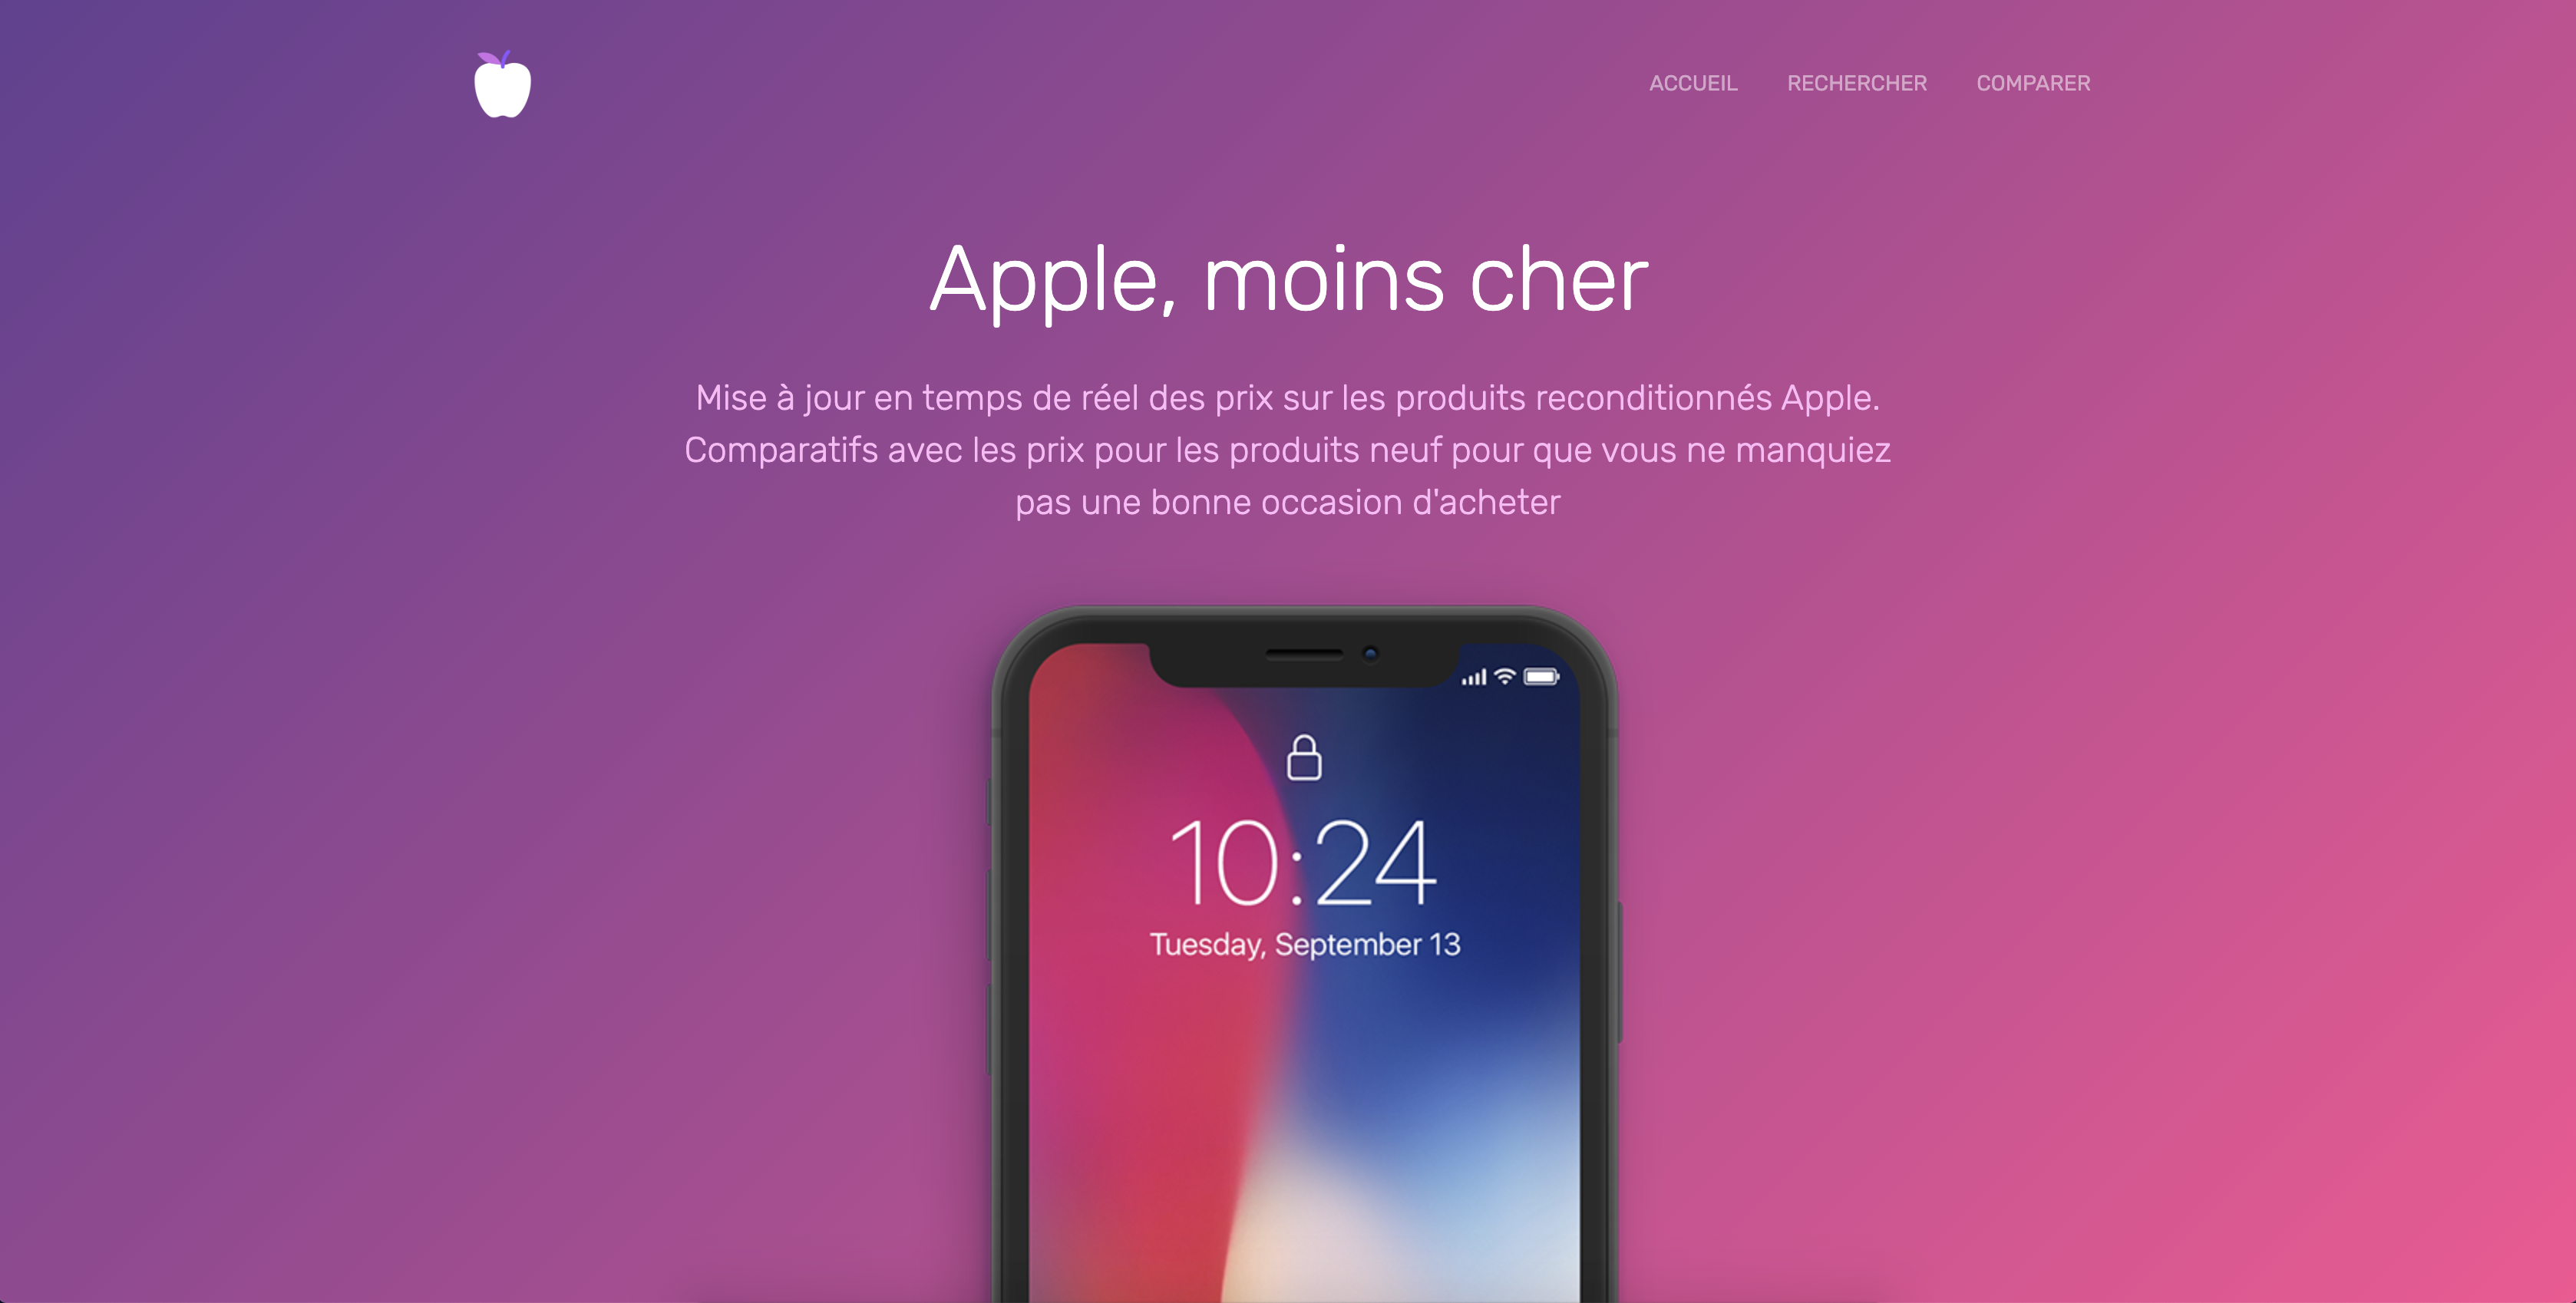 ACCUEIL RECHERCHER COMPARER
Apple, moins cher
Mise à jour en temps de réel des prix sur les produits reconditionnés Apple.
Comparatifs avec les prix pour les produits neuf pour que vous ne manquiez
pas une bonne occasion d'acheter
10:24
Tuesday, September 13